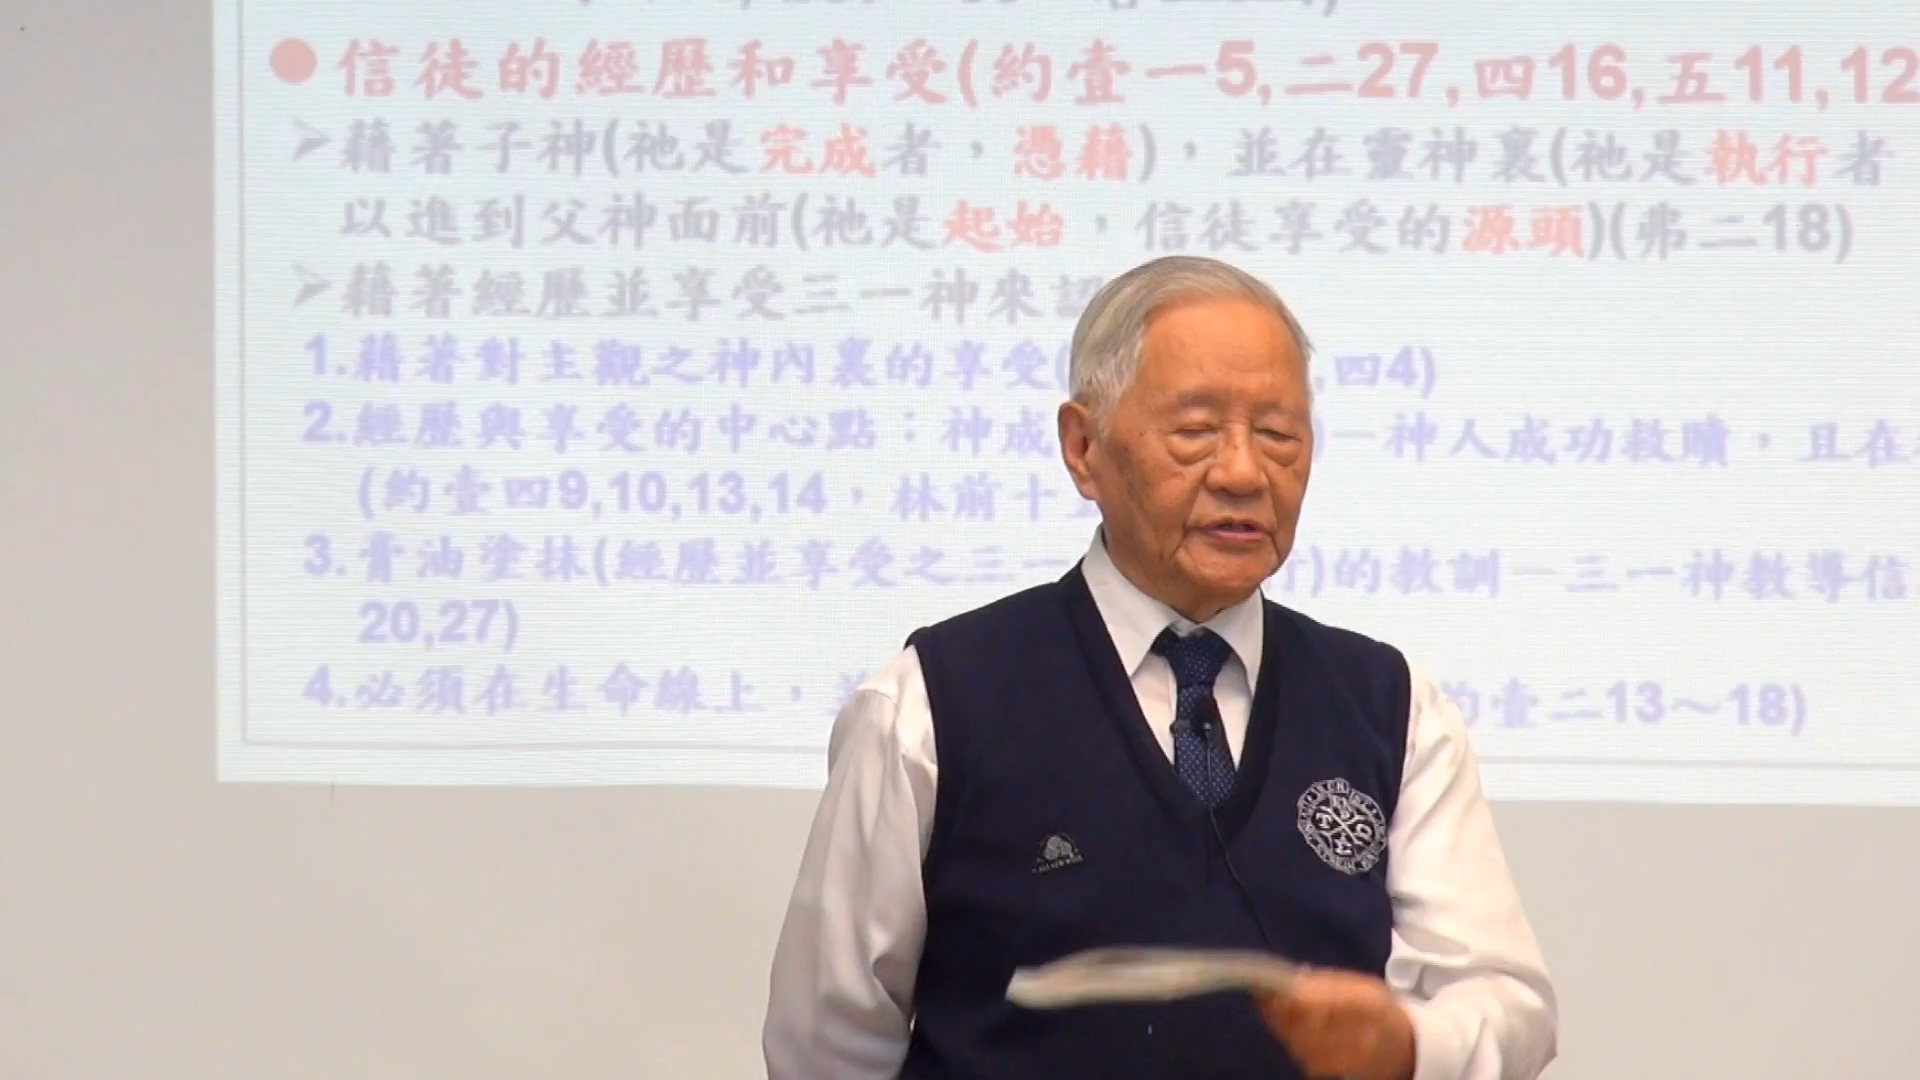 ●信徒的經歷和享受(約壹一5,二27,四16,五11,12
➢藉著子神(祂是完成者，憑藉)，並在靈神裏(祂是執行者
以進到父神面前(祂是起始，信徒享受的源頭)(弗二18)
➢藉著經歷並享受三一神來認
1.藉著對主觀之神內裏的享受( ,四4)
2.經歷與享受的中心點：神成 )－神人成功救贖，且在
(約壹四9,10,13,14，林前十
3.膏油塗抹(經歷並享受之三一 )的教訓－三一神教導信
20,27)
4.必須在生命線上， 約壹二13～18)